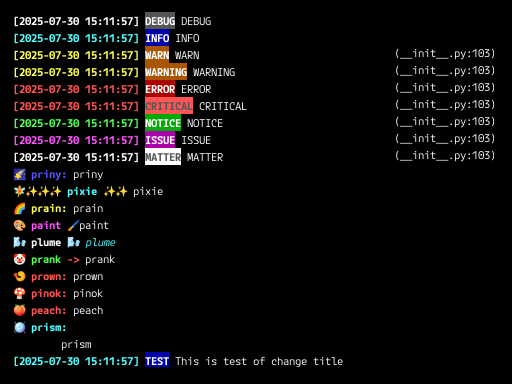 [2025-07-30 15:11:57] DEBUG DEBUG
[2025-07-30 15:11:57] INFO INFO
[2025-07-30 15:11:57] WARN WARN (__init__.py:103)
[2025-07-30 15:11:57] WARNING WARNING (__init__.py:103)
[2025-07-30 15:11:57] ERROR ERROR (__init__.py:103)
[2025-07-30 15:11:57] CRITICAL CRITICAL (__init__.py:103)
[2025-07-30 15:11:57] NOTICE NOTICE (__init__.py:103)
[2025-07-30 15:11:57] ISSUE ISSUE (__init__.py:103)
[2025-07-30 15:11:57] MATTER MATTER (__init__.py:103)
🌠 priny: priny
🧚✨✨✨ pixie ✨✨ pixie
🌈 prain: prain
🎨 paint 🖌️paint
🌬️ plume 🌬️ plume
🤡 prank -> prank
🍤 prown: prown
🍄 pinok: pinok
🍑 peach: peach
🔮 prism:
prism
[2025-07-30 15:11:57] TEST This is test of change title